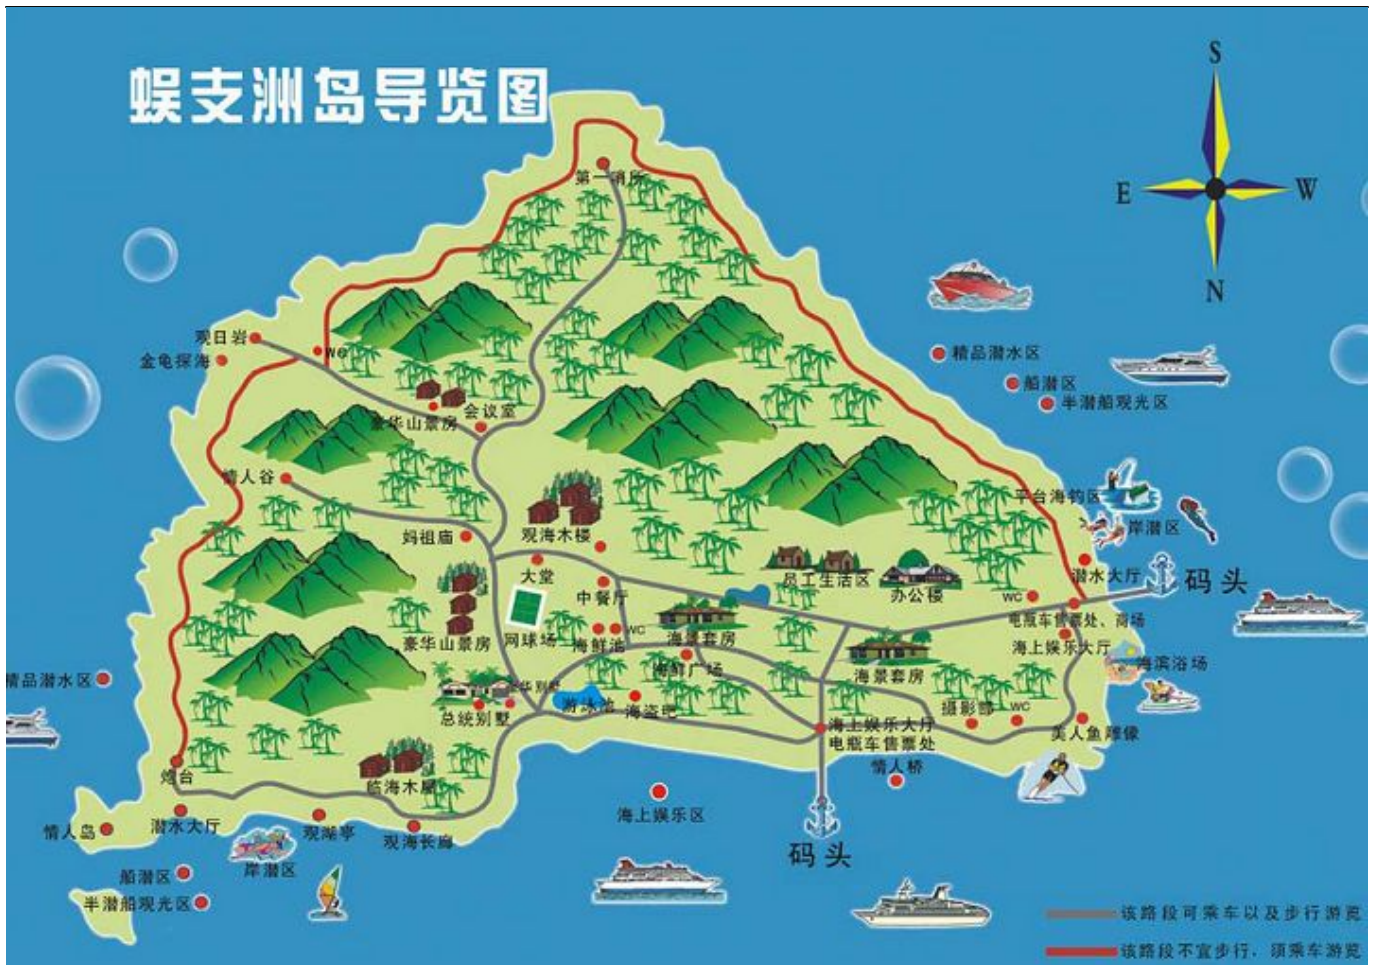 蜈支洲岛导览图
S
E
W
N
第一哨所
观日岩
WC
金龟探海
精品潜水区
船潜区
半潜船观光区
会议室
豪华山景房
情人谷
平台海钓区
岸潜区
妈祖庙
观海木楼
大堂
员工生活区
潜水大厅
码头
中餐厅
办公楼
WC
电瓶车售票处、商场
豪华山景房
网球场
海鲜池
WC
海景套房
海上娱乐大厅
海鲜广场
海景套房
海滨浴场
精品潜水区
总统别墅
游泳池
海盗吧
摄影部
WC
海上娱乐大厅
电瓶车售票处
美人鱼雕像
炮台
临海木屋
情人桥
情人岛
潜水大厅
观湖亭
观海长廊
海上娱乐区
码头
船潜区
岸潜区
半潜船观光区
该路段可乘车以及步行游览
该路段不宜步行，须乘车游览